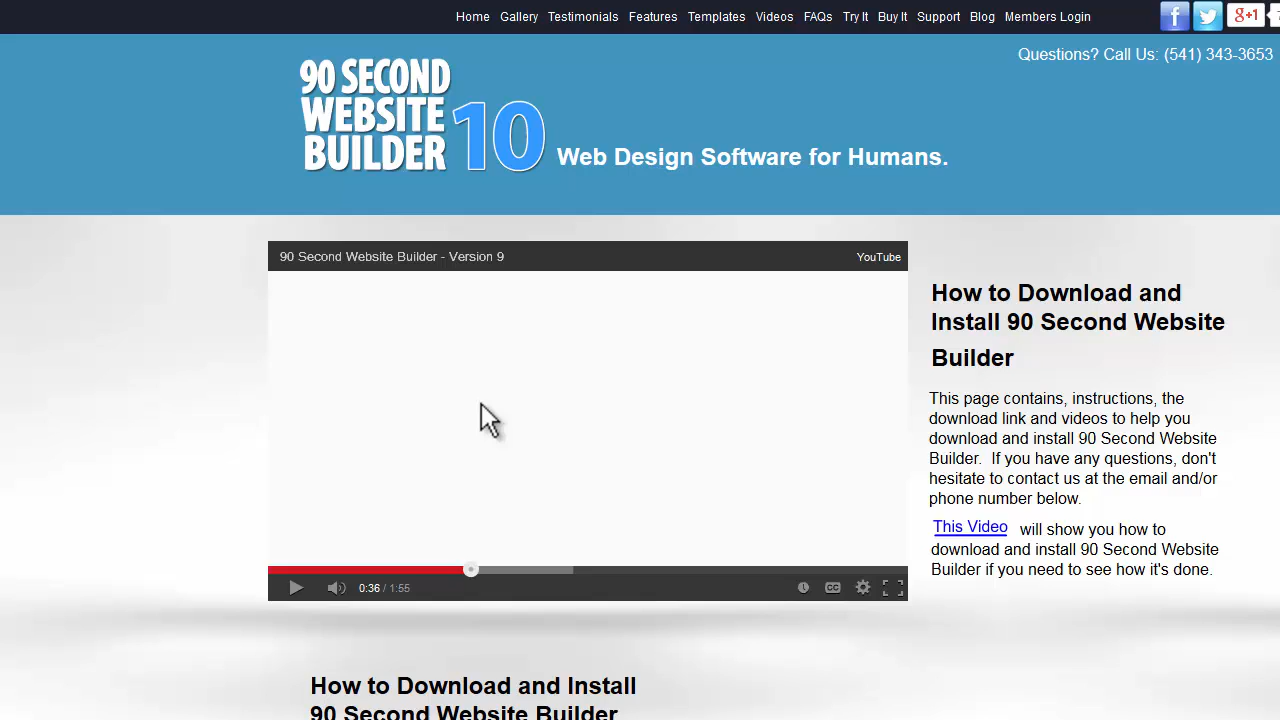 Home Gallery Testimonials Features Templates Videos FAQs Try It Buy It Support Blog Members Login
f
g+1
Questions? Call Us: (541) 343-3653
90 SECOND
WEBSITE
BUILDER
10
Web Design Software for Humans.
90 Second Website Builder - Version 9
YouTube
How to Download and
Install 90 Second Website
Builder
This page contains, instructions, the
download link and videos to help you
download and install 90 Second Website
Builder. If you have any questions, don't
hesitate to contact us at the email and/or
phone number below.
This Video will show you how to
download and install 90 Second Website
Builder if you need to see how it's done.
0:36 / 1:55
CC
How to Download and Install
90 Second Website Builder